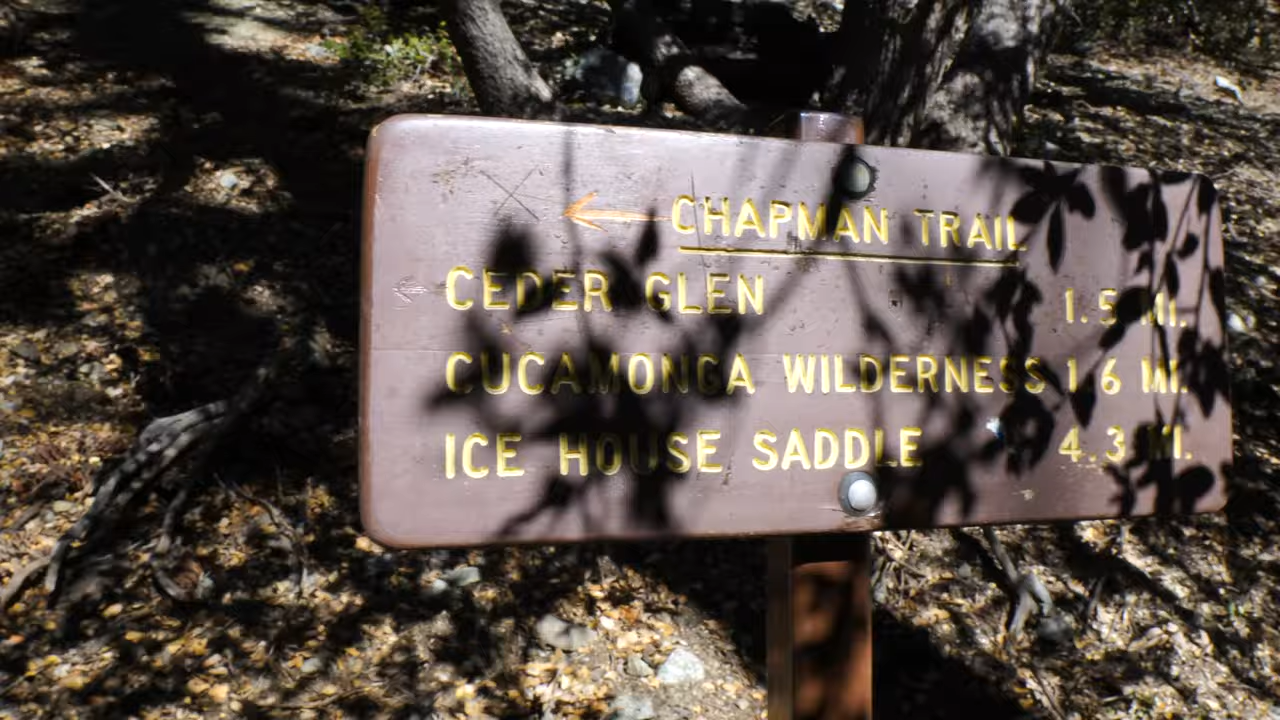 ← CHAPMAN TRAIL
CEDER GLEN 1.5 MI.
CUCAMONGA WILDERNESS 1.6 MI.
ICE HOUSE SADDLE 4.3 MI.